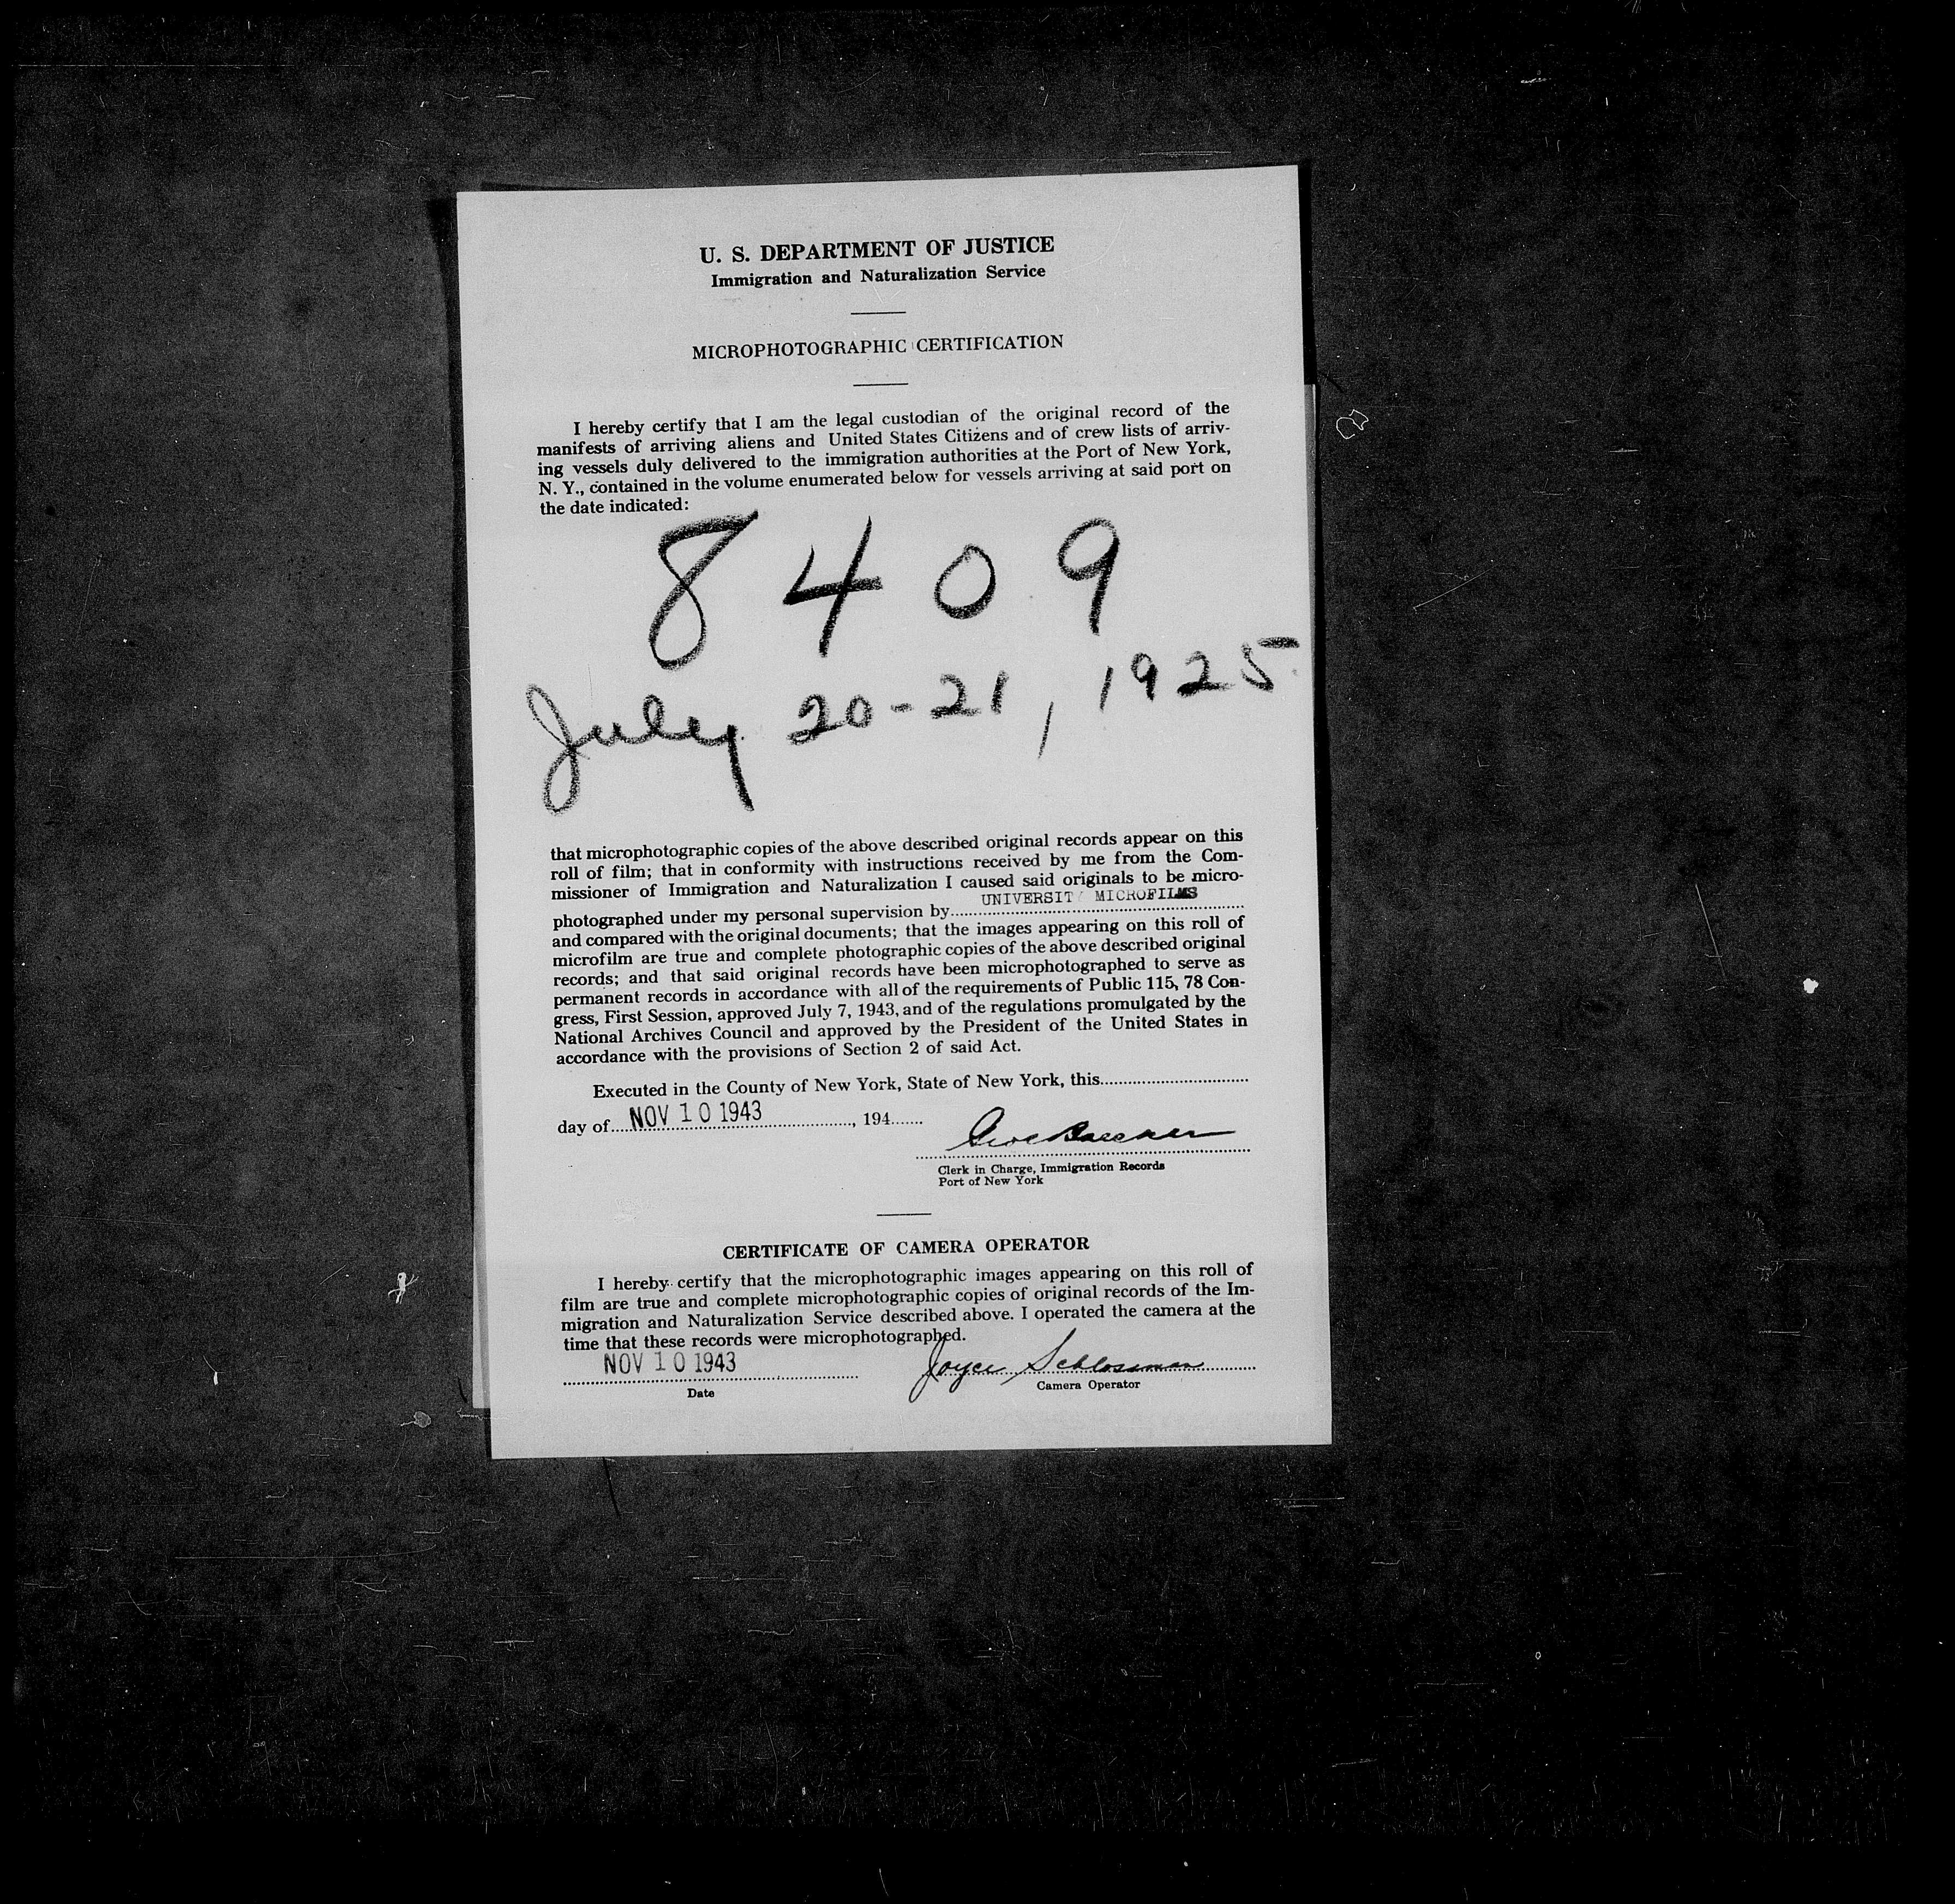 U. S. DEPARTMENT OF JUSTICE
Immigration and Naturalization Service
MICROPHOTOGRAPHIC CERTIFICATION
I hereby certify that I am the legal custodian of the original record of the
manifests of arriving aliens and United States Citizens and of crew lists of arriv-
ing vessels duly delivered to the immigration authorities at the Port of New York,
N. Y., contained in the volume enumerated below for vessels arriving at said port on
the date indicated:
8409
July 20-21, 1925
that microphotographic copies of the above described original records appear on this
roll of film; that in conformity with instructions received by me from the Com-
missioner of Immigration and Naturalization I caused said originals to be micro-
UNIVERSITY MICROFILMS
photographed under my personal supervision by
and compared with the original documents; that the images appearing on this roll of
microfilm are true and complete photographic copies of the above described original
records; and that said original records have been microphotographed to serve as
permanent records in accordance with all of the requirements of Public 115, 78 Con-
gress, First Session, approved July 7, 1943, and of the regulations promulgated by the
National Archives Council and approved by the President of the United States in
accordance with the provisions of Section 2 of said Act.
Executed in the County of New York, State of New York, this
day of NOV 10 1943, 194
Clerk in Charge, Immigration Records
Port of New York
CERTIFICATE OF CAMERA OPERATOR
I hereby certify that the microphotographic images appearing on this roll of
film are true and complete microphotographic copies of original records of the Im-
migration and Naturalization Service described above. I operated the camera at the
time that these records were microphotographed.
NOV 10 1943 Joyce Schlossman
Date Camera Operator